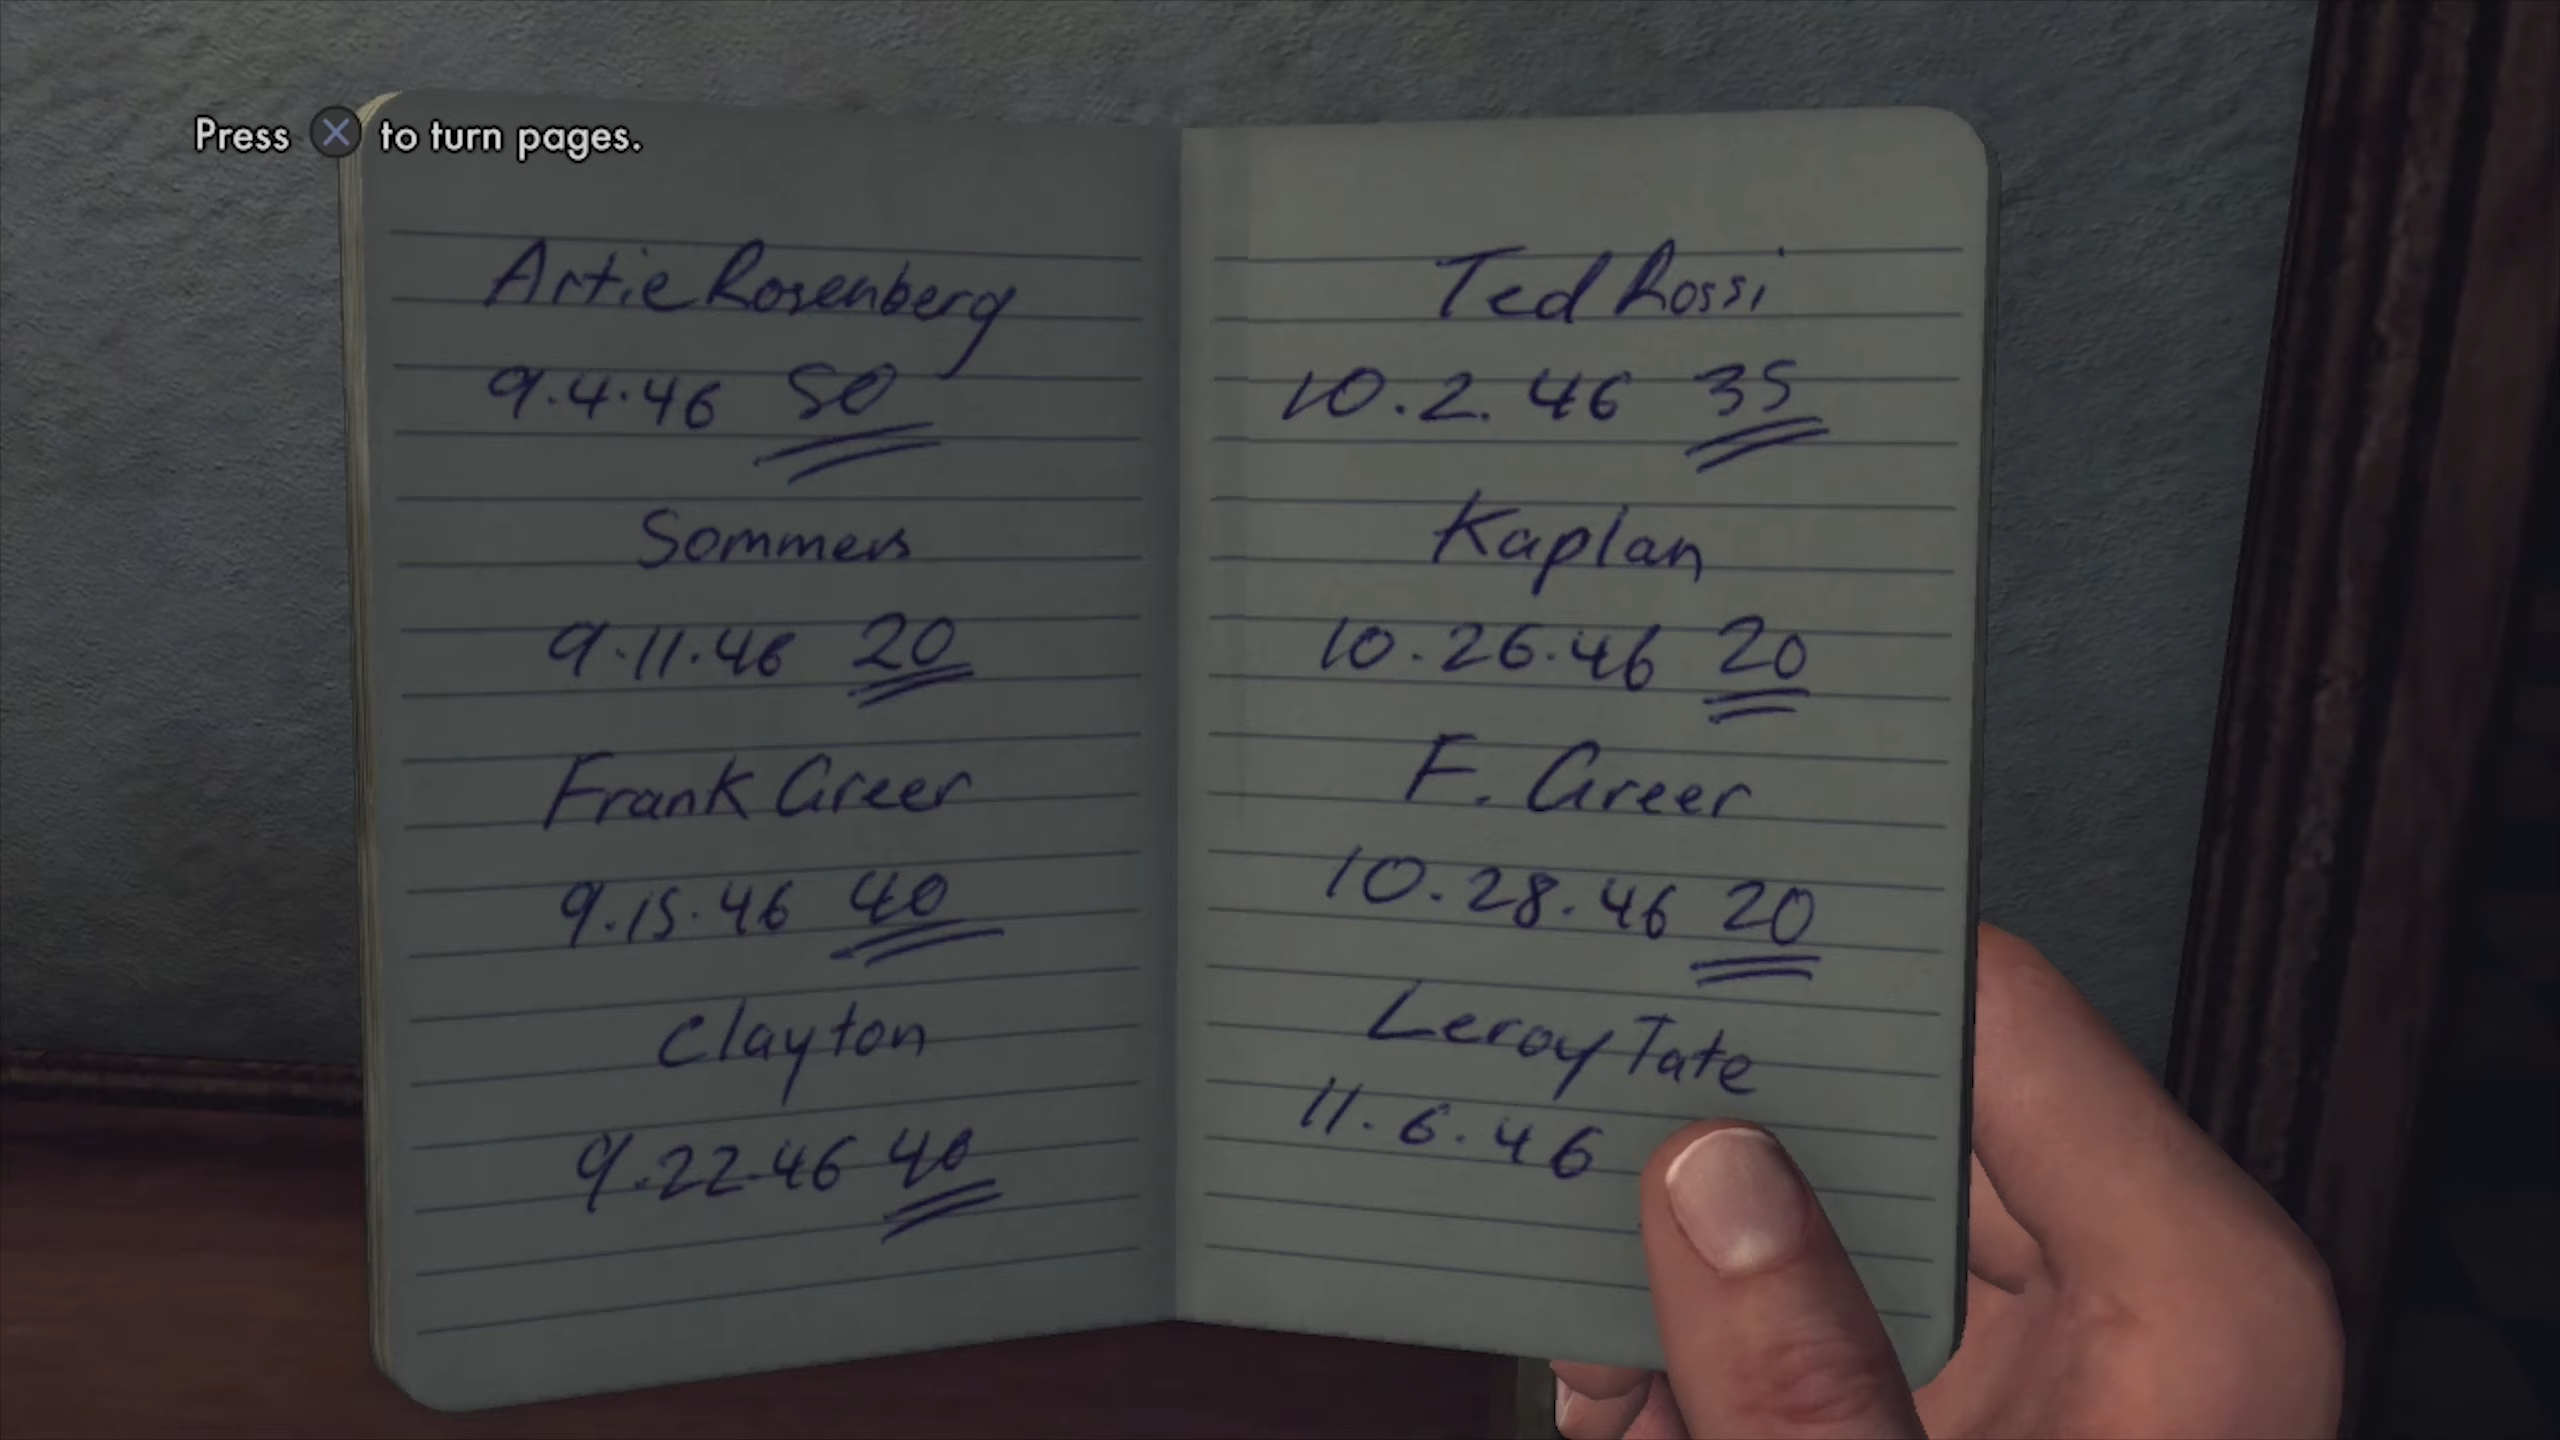 Press X to turn pages.
Artie Rosenberg
9.4.46 50
Sommers
9.11.46 20
Frank Greer
9.15.46 40
Clayton
9.22.46 40
Ted Rossi
10.2.46 35
Kaplan
10.26.46 20
F. Greer
10.28.46 20
Leroy Tate
11.6.46